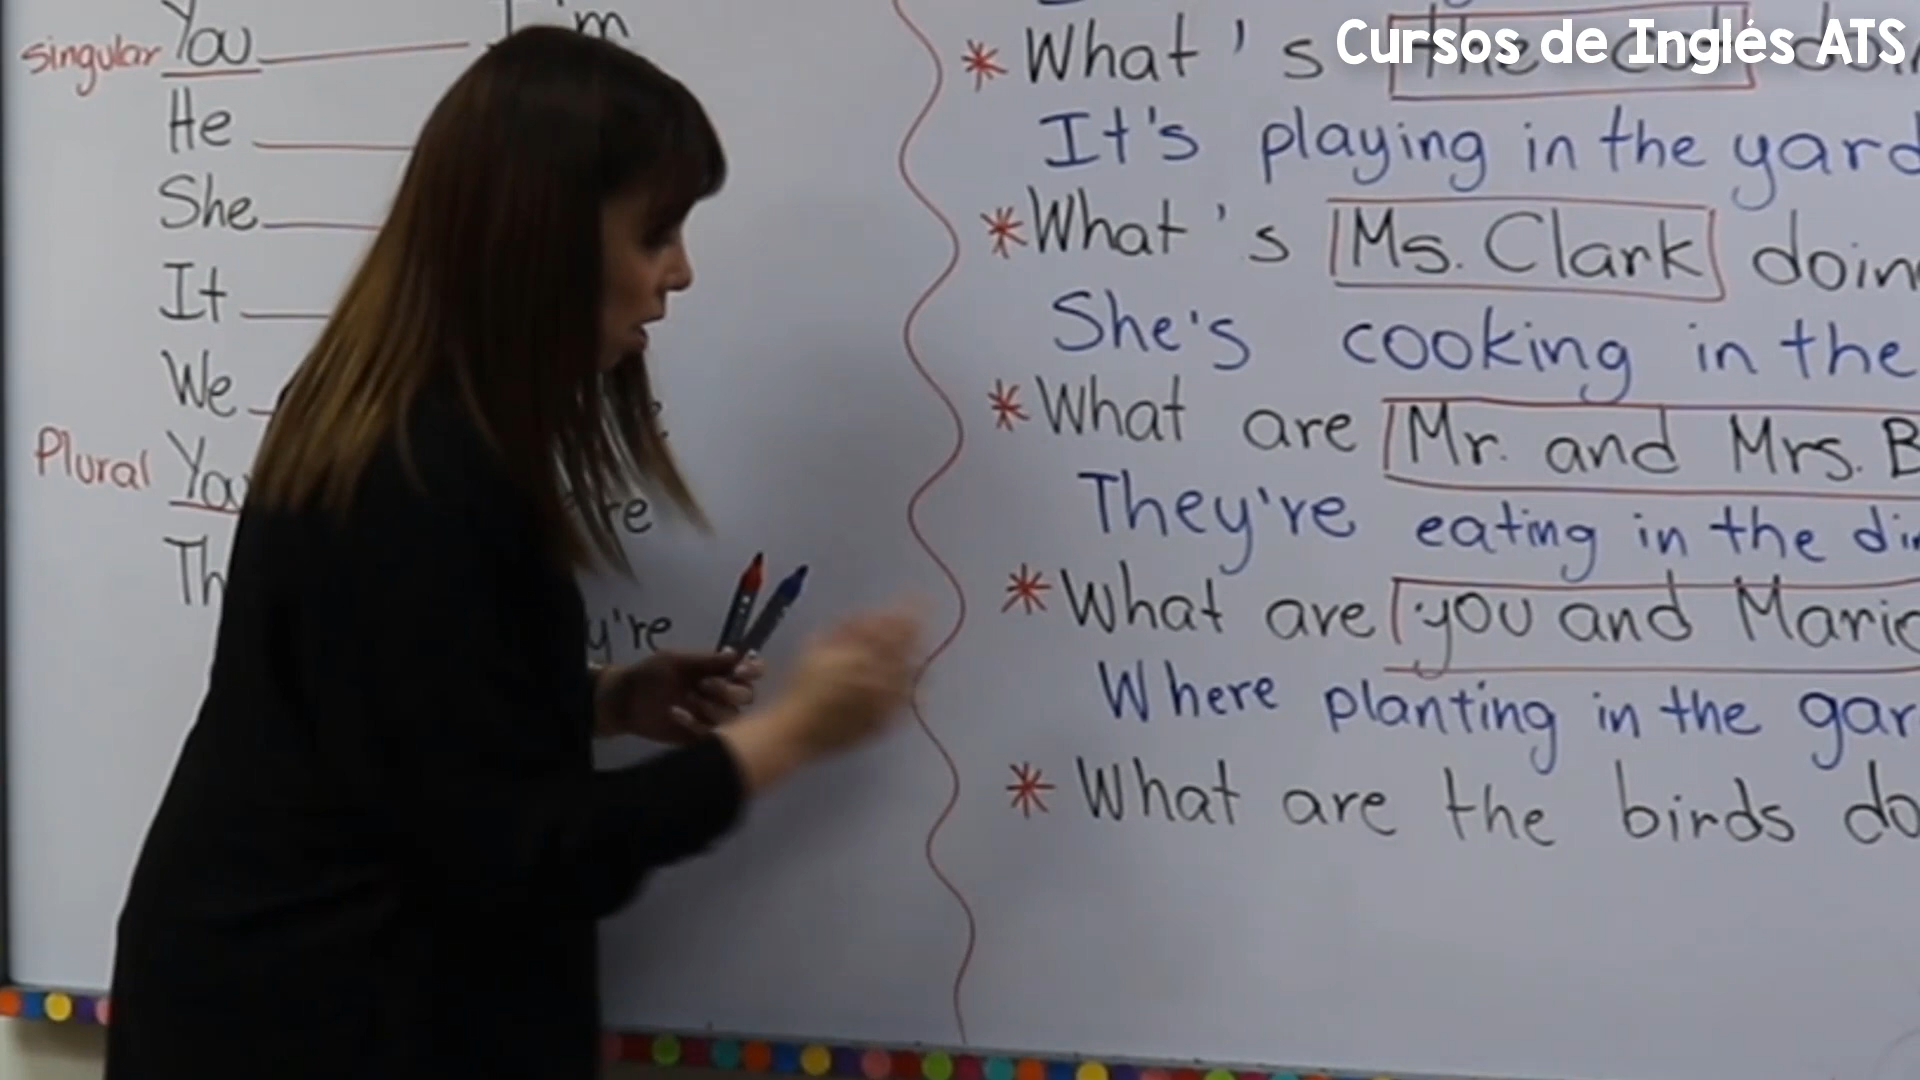 Cursos de Inglés ATS
singular You I'm
He
She
It
We
Plural You
're
y're
* What's the cat
It's playing in the yard
* What's Ms. Clark doin
She's cooking in the
* What are Mr. and Mrs. B
They're eating in the di
* What are you and Mari
Where planting in the gar
* What are the birds do